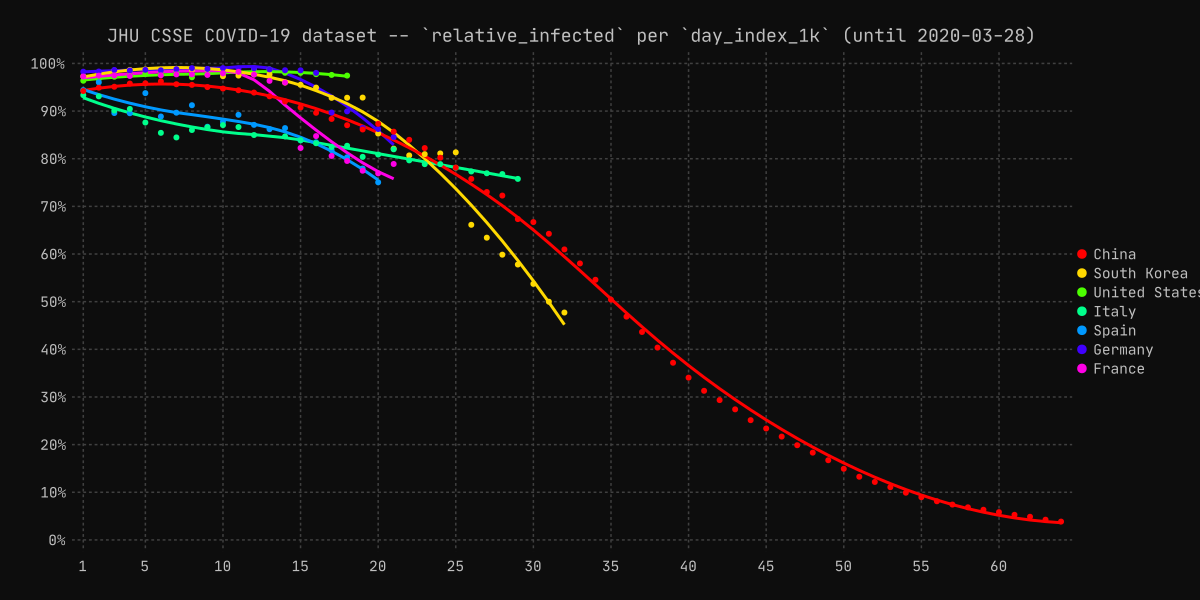 JHU CSSE COVID-19 dataset -- `relative_infected` per `day_index_1k` (until 2020-03-28)
100%
90%
80%
70%
60%
50%
40%
30%
20%
10%
0%
1 5 10 15 20 25 30 35 40 45 50 55 60
China
South Korea
United States
Italy
Spain
Germany
France